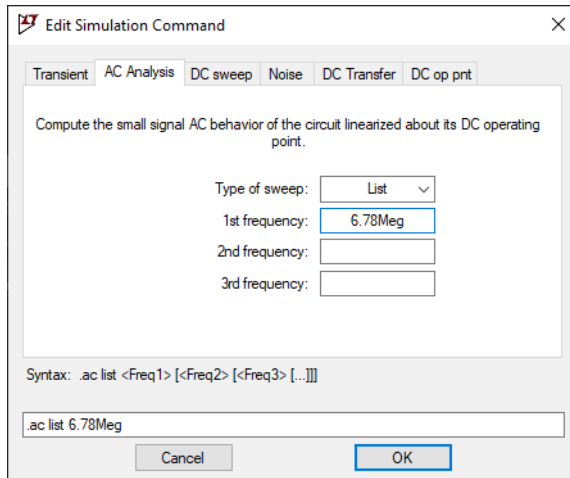 Edit Simulation Command
Transient AC Analysis DC sweep Noise DC Transfer DC op pnt
Compute the small signal AC behavior of the circuit linearized about its DC operating
point.
Type of sweep: List
1st frequency: 6.78Meg
2nd frequency:
3rd frequency:
Syntax: .ac list <Freq1> [<Freq2> [<Freq3> [...]]]
.ac list 6.78Meg
Cancel OK